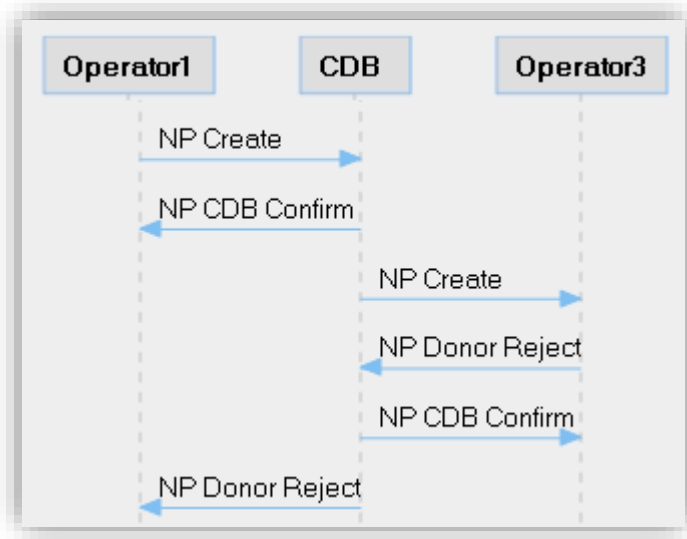 Operator1
CDB
Operator3
NP Create
NP CDB Confirm
NP Create
NP Donor Reject
NP CDB Confirm
NP Donor Reject